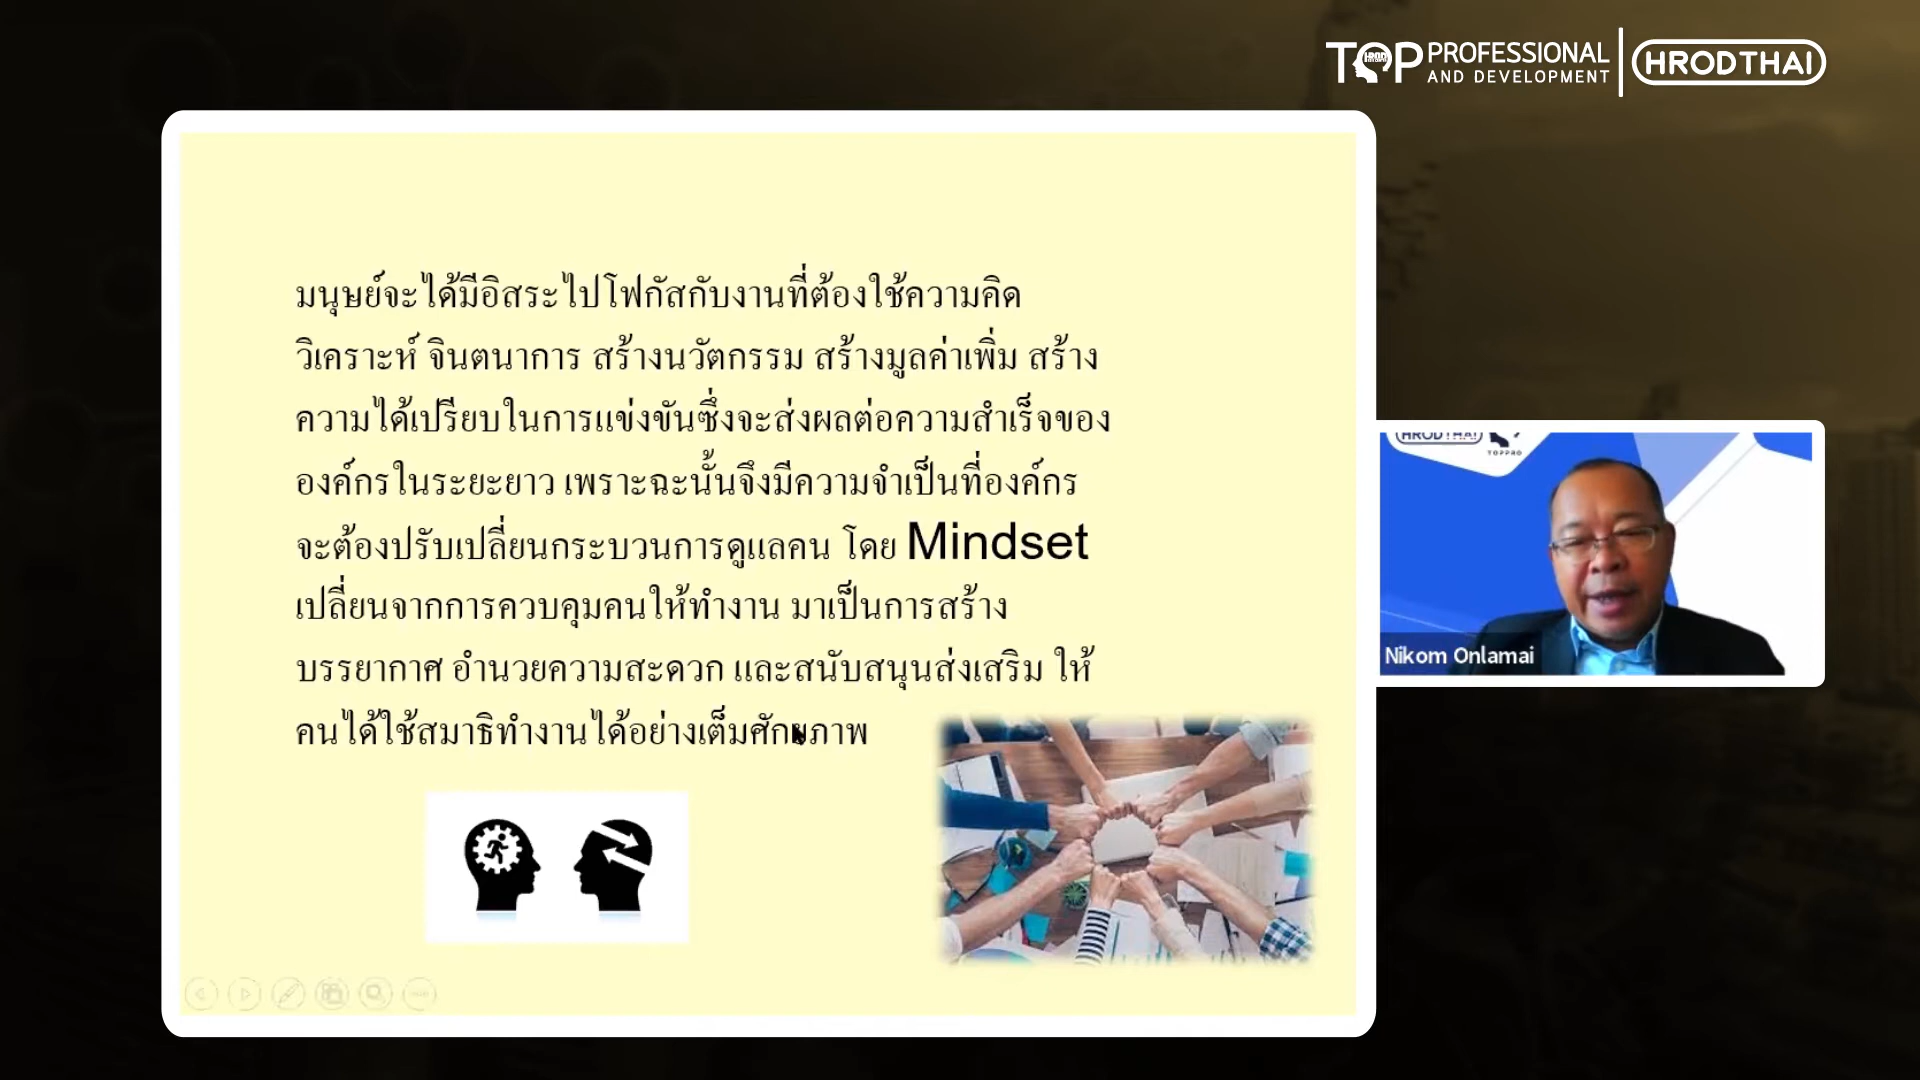 TOP PROFESSIONAL AND DEVELOPMENT HRODTHAI
มนุษย์จะได้มีอิสระไปโฟกัสกับงานที่ต้องใช้ความคิด
วิเคราะห์ จินตนาการ สร้างนวัตกรรม สร้างมูลค่าเพิ่ม สร้าง
ความได้เปรียบในการแข่งขันซึ่งจะส่งผลต่อความสำเร็จของ
องค์กรในระยะยาว เพราะฉะนั้นจึงมีความจำเป็นที่องค์กร
จะต้องปรับเปลี่ยนกระบวนการดูแลคน โดย Mindset
เปลี่ยนจากการควบคุมคนให้ทำงาน มาเป็นการสร้าง
บรรยากาศ อำนวยความสะดวก และสนับสนุนส่งเสริม ให้
คนได้ใช้สมาธิทำงานได้อย่างเต็มศักยภาพ
HRODTHAI
TOPPRO
Nikom Onlamai